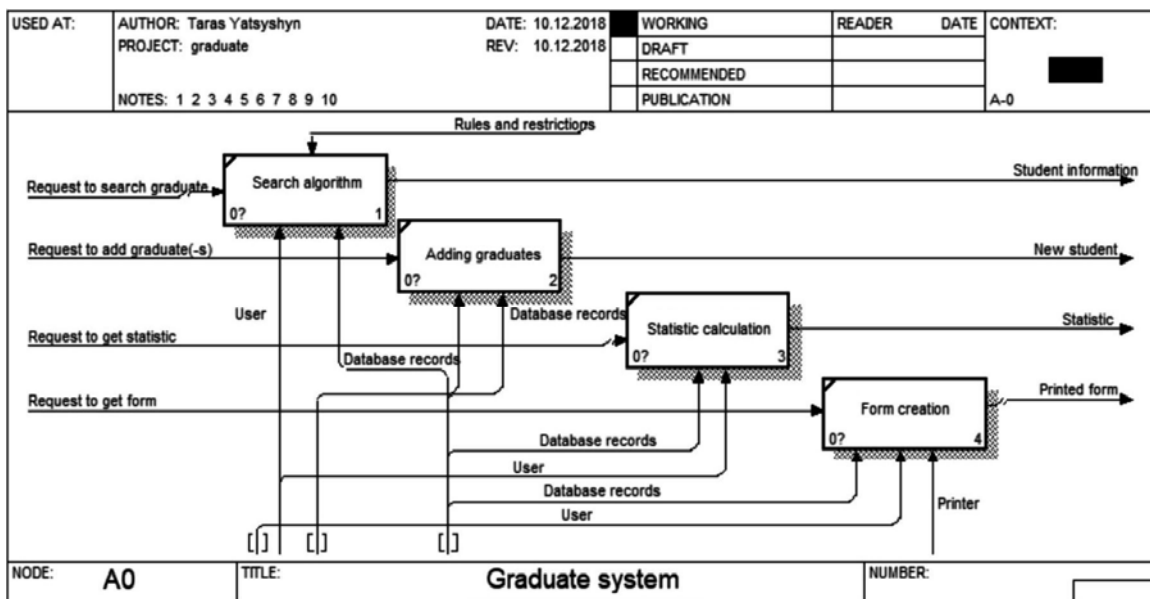 USED AT:
AUTHOR: Taras Yatsyshyn
DATE: 10.12.2018
PROJECT: graduate
REV: 10.12.2018
NOTES: 1 2 3 4 5 6 7 8 9 10
WORKING
DRAFT
RECOMMENDED
PUBLICATION
READER DATE
CONTEXT:
A-0
Rules and restrictions
Request to search graduate
Search algorithm
0? 1
Student information
Request to add graduate(-s)
Adding graduates
0? 2
New student
User
Database records
Request to get statistic
Statistic calculation
0? 3
Statistic
Database records
Request to get form
Form creation
0? 4
Printed form
Database records
User
Database records
User
Printer
[ ] [ ] [ ]
NODE: A0
TITLE: Graduate system
NUMBER: